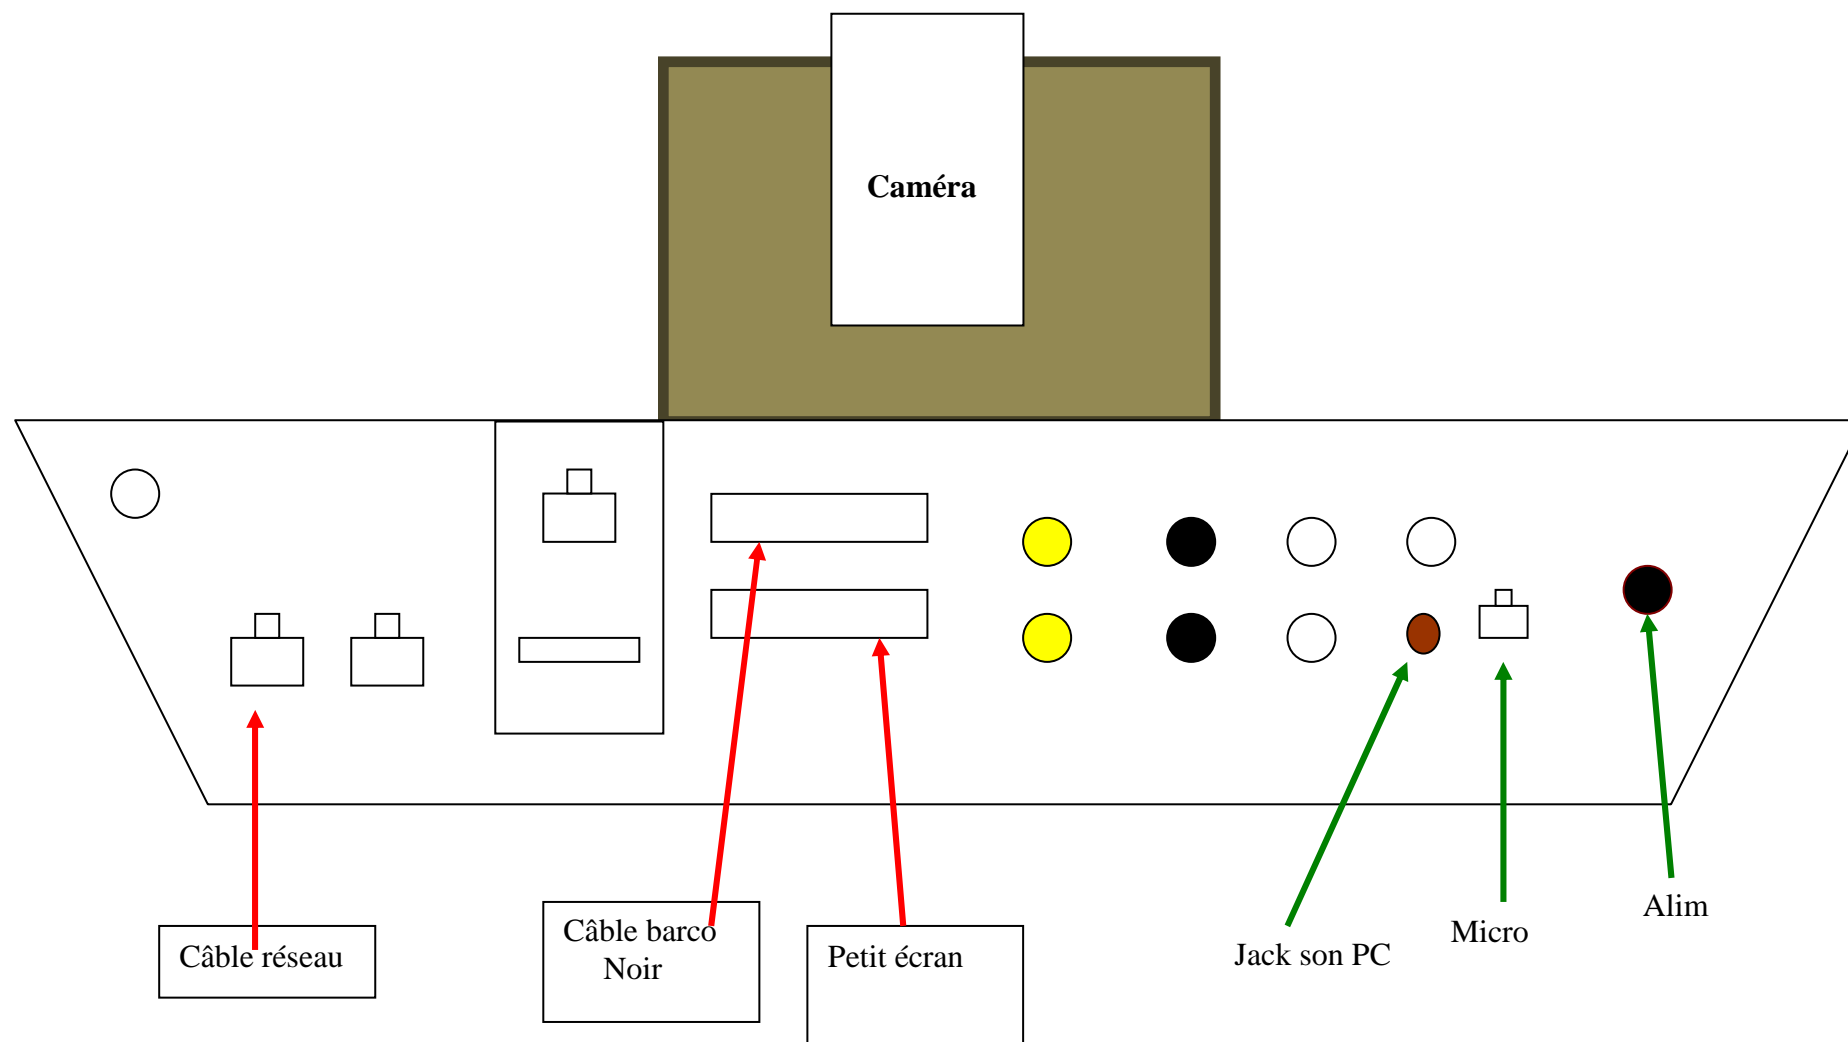 Caméra
Câble réseau
Câble barco
Noir
Petit écran
Jack son PC
Micro
Alim